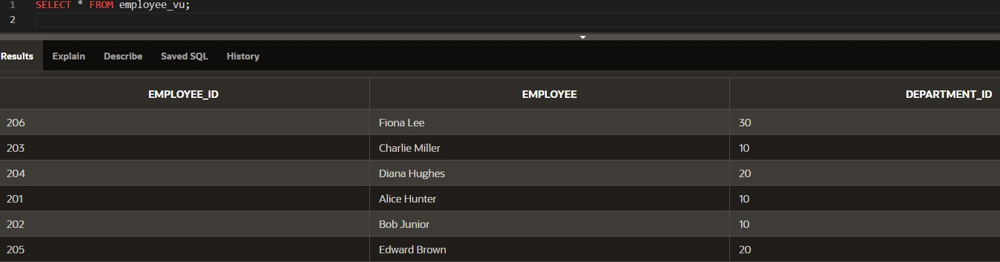 1 SELECT * FROM employee_vu;
2
Results Explain Describe Saved SQL History
EMPLOYEE_ID EMPLOYEE DEPARTMENT_ID
206 Fiona Lee 30
203 Charlie Miller 10
204 Diana Hughes 20
201 Alice Hunter 10
202 Bob Junior 10
205 Edward Brown 20